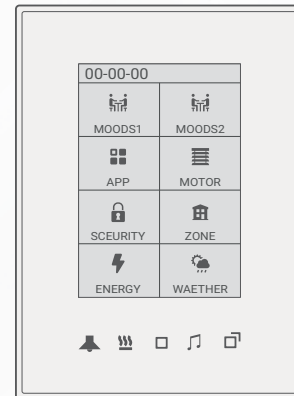 00-00-00
MOODS1 MOODS2
APP MOTOR
SCEURITY ZONE
ENERGY WAETHER